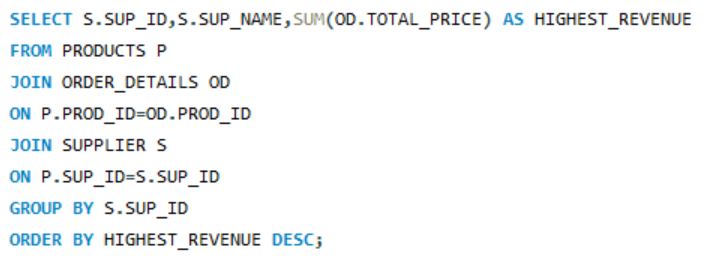 SELECT S.SUP_ID,S.SUP_NAME,SUM(OD.TOTAL_PRICE) AS HIGHEST_REVENUE
FROM PRODUCTS P
JOIN ORDER_DETAILS OD
ON P.PROD_ID=OD.PROD_ID
JOIN SUPPLIER S
ON P.SUP_ID=S.SUP_ID
GROUP BY S.SUP_ID
ORDER BY HIGHEST_REVENUE DESC;